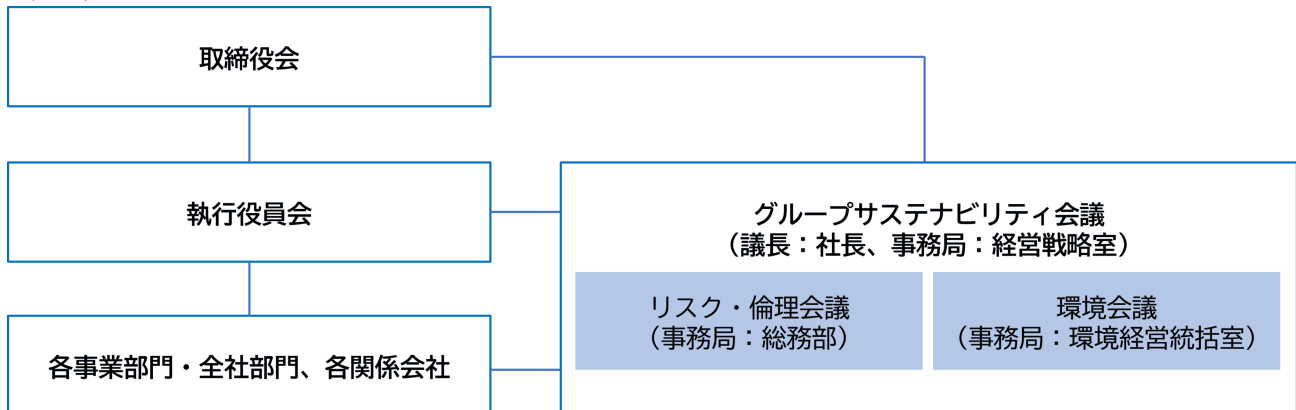 取締役会
執行役員会
グループサステナビリティ会議
（議長：社長、事務局：経営戦略室）
リスク・倫理会議
（事務局：総務部）
環境会議
（事務局：環境経営統括室）
各事業部門・全社部門、各関係会社